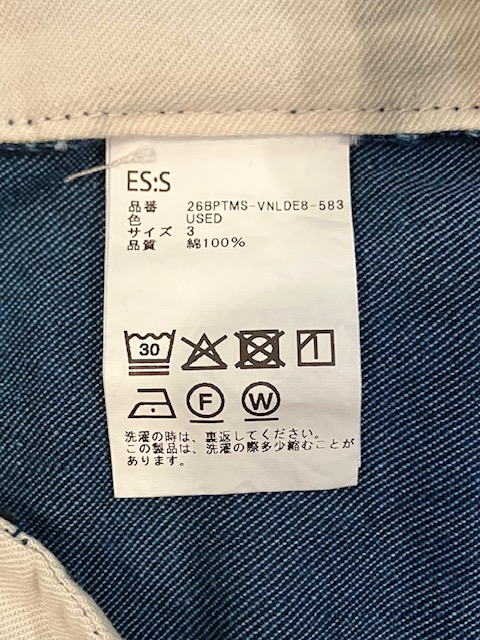 ES:S
品番 26BPTMS-VNLDE8-583
色 USED
サイズ 3
品質 綿100%
30
F W
洗濯の時は、裏返してください。
この製品は、洗濯の際多少縮むことが
あります。